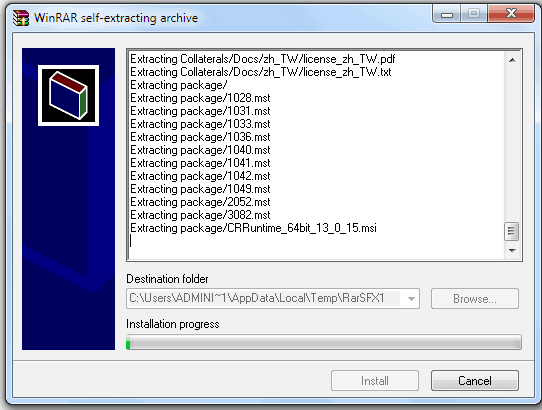 WinRAR self-extracting archive
Extracting Collaterals/Docs/zh_TW/license_zh_TW.pdf
Extracting Collaterals/Docs/zh_TW/license_zh_TW.txt
Extracting package/
Extracting package/1028.mst
Extracting package/1031.mst
Extracting package/1033.mst
Extracting package/1036.mst
Extracting package/1040.mst
Extracting package/1041.mst
Extracting package/1042.mst
Extracting package/1049.mst
Extracting package/2052.mst
Extracting package/3082.mst
Extracting package/CRRuntime_64bit_13_0_15.msi
Destination folder
C:\Users\ADMINI~1\AppData\Local\Temp\RarSFX1
Browse...
Installation progress
Install
Cancel